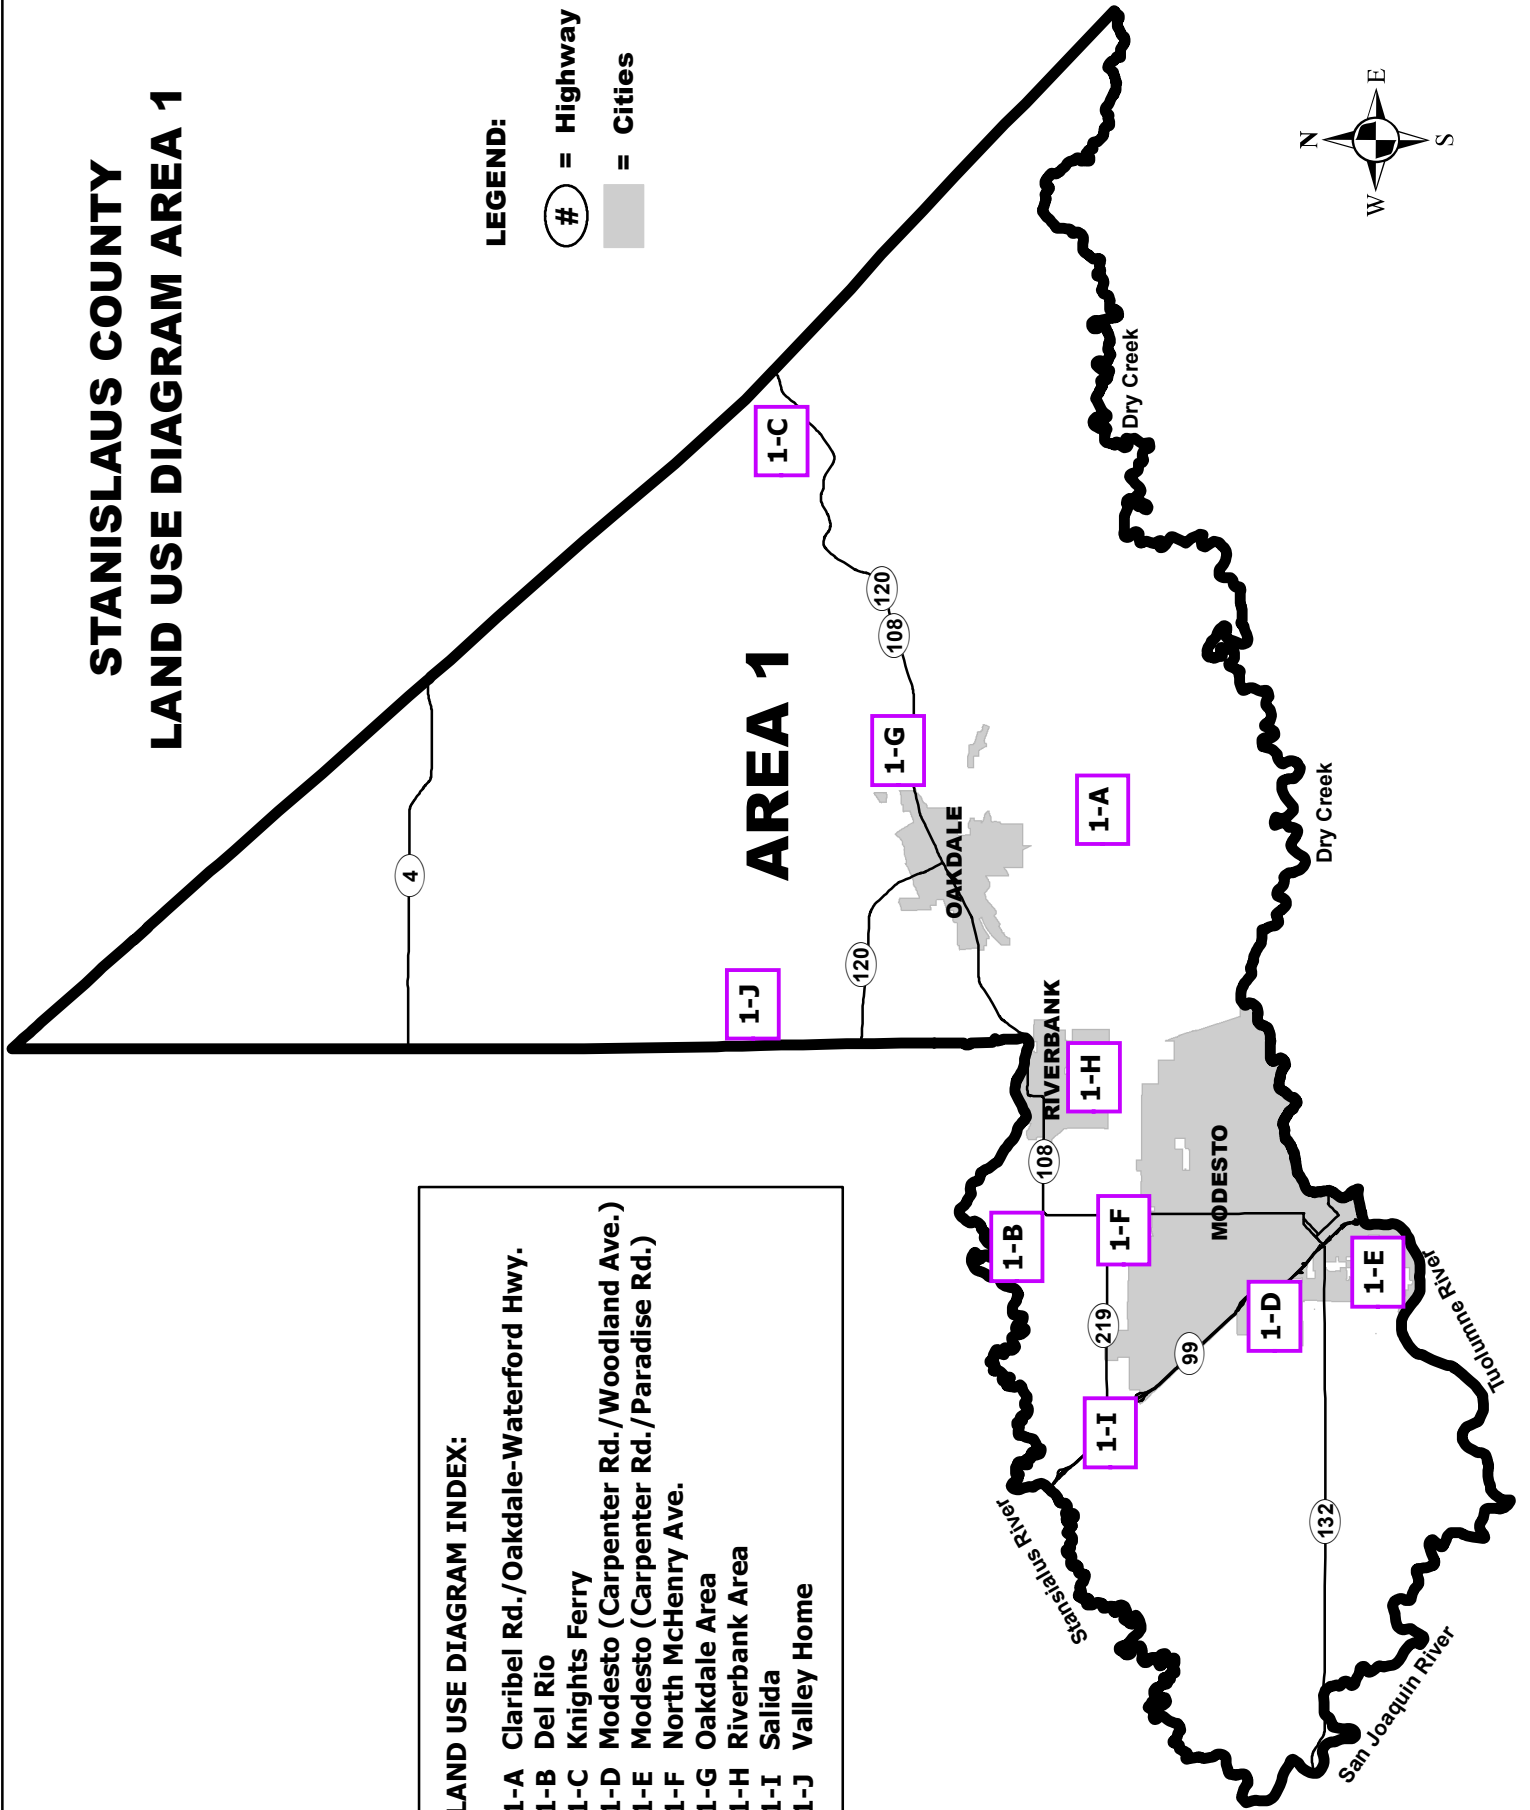 STANISLAUS COUNTY
LAND USE DIAGRAM AREA 1
LEGEND:
# = Highway
= Cities
LAND USE DIAGRAM INDEX:
1-A Claribel Rd./Oakdale-Waterford Hwy.
1-B Del Rio
1-C Knights Ferry
1-D Modesto (Carpenter Rd./Woodland Ave.)
1-E Modesto (Carpenter Rd./Paradise Rd.)
1-F North McHenry Ave.
1-G Oakdale Area
1-H Riverbank Area
1-I Salida
1-J Valley Home
AREA 1
4
1-J
1-C
120
108
120
1-G
OAKDALE
1-A
RIVERBANK
1-H
108
1-B
1-F
219
1-I
99
MODESTO
1-D
1-E
132
Stansialus River
San Joaquin River
Tuolumne River
Dry Creek
Dry Creek
N
W
E
S